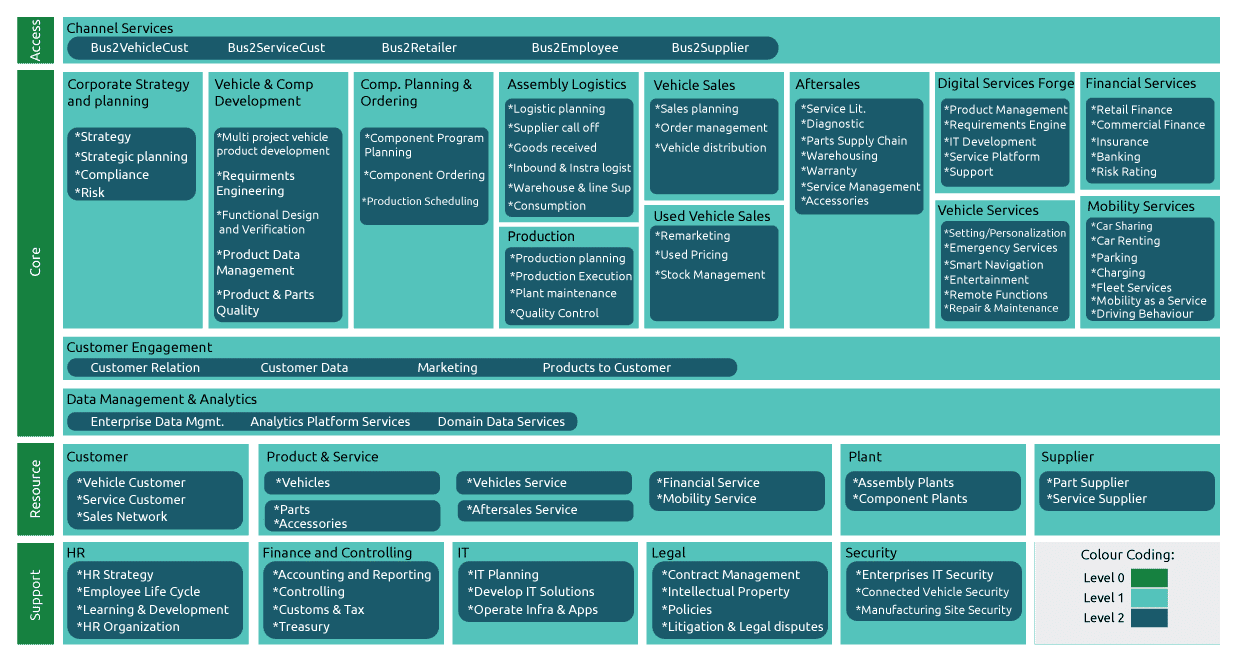 Access
Channel Services
Bus2VehicleCust
Bus2ServiceCust
Bus2Retailer
Bus2Employee
Bus2Supplier
Core
Corporate Strategy
and planning
*Strategy
*Strategic planning
*Compliance
*Risk
Vehicle & Comp
Development
*Multi project vehicle
product development
*Requirments
Engineering
*Functional Design
and Verification
*Product Data
Management
*Product & Parts
Quality
Comp. Planning &
Ordering
*Component Program
Planning
*Component Ordering
*Production Scheduling
Assembly Logistics
*Logistic planning
*Supplier call off
*Goods received
*Inbound & Instra logist
*Warehouse & line Sup
*Consumption
Production
*Production planning
*Production Execution
*Plant maintenance
*Quality Control
Vehicle Sales
*Sales planning
*Order management
*Vehicle distribution
Used Vehicle Sales
*Remarketing
*Used Pricing
*Stock Management
Aftersales
*Service Lit.
*Diagnostic
*Parts Supply Chain
*Warehousing
*Warranty
*Service Management
*Accessories
Digital Services Forge
*Product Management
*Requirements Engine
*IT Development
*Service Platform
*Support
Vehicle Services
*Setting/Personalization
*Emergency Services
*Smart Navigation
*Entertainment
*Remote Functions
*Repair & Maintenance
Financial Services
*Retail Finance
*Commercial Finance
*Insurance
*Banking
*Risk Rating
Mobility Services
*Car Sharing
*Car Renting
*Parking
*Charging
*Fleet Services
*Mobility as a Service
*Driving Behaviour
Customer Engagement
Customer Relation
Customer Data
Marketing
Products to Customer
Data Management & Analytics
Enterprise Data Mgmt.
Analytics Platform Services
Domain Data Services
Resource
Customer
*Vehicle Customer
*Service Customer
*Sales Network
Product & Service
*Vehicles
*Parts
*Accessories
*Vehicles Service
*Aftersales Service
*Financial Service
*Mobility Service
Plant
*Assembly Plants
*Component Plants
Supplier
*Part Supplier
*Service Supplier
Support
HR
*HR Strategy
*Employee Life Cycle
*Learning & Development
*HR Organization
Finance and Controlling
*Accounting and Reporting
*Controlling
*Customs & Tax
*Treasury
IT
*IT Planning
*Develop IT Solutions
*Operate Infra & Apps
Legal
*Contract Management
*Intellectual Property
*Policies
*Litigation & Legal disputes
Security
*Enterprises IT Security
*Connected Vehicle Security
*Manufacturing Site Security
Colour Coding:
Level 0
Level 1
Level 2